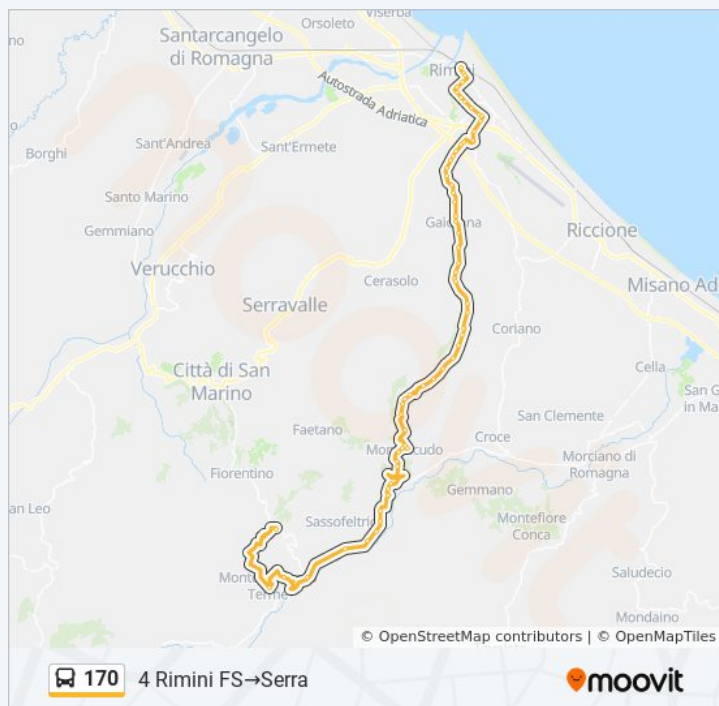 Orsoleto
Viserba
Santarcangelo
di Romagna
Autostrada Adriatica
Borghi
Sant'Andrea
Sant'Ermete
Santo Marino
Gemmiano
Verucchio
Riccione
Cerasolo
Misano Ad
Serravalle
Coriano
Città di San
Marino
Cella
San Clemente
Faetano
Croce
Morciano di
Romagna
Fiorentino
Gemmano
Sassofeltrio
Montefiore
Conca
Saludecio
Terme
Mondaino
© OpenStreetMap contributors | © OpenMapTiles
170 4 Rimini FS→Serra
moovit